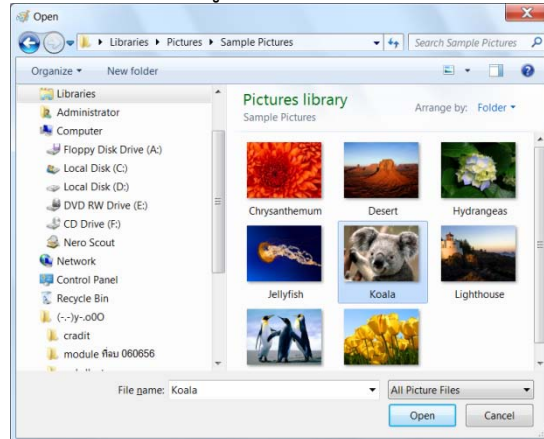 Open
Libraries ▸ Pictures ▸ Sample Pictures
Search Sample Pictures
Organize
New folder
Libraries
Administrator
Computer
Floppy Disk Drive (A:)
Local Disk (C:)
Local Disk (D:)
DVD RW Drive (E:)
CD Drive (F:)
Nero Scout
Network
Control Panel
Recycle Bin
(-.-)y-.o0O
cradit
module ที่ลบ 060656
Pictures library
Sample Pictures
Arrange by: Folder
Chrysanthemum
Desert
Hydrangeas
Jellyfish
Koala
Lighthouse
File name: Koala
All Picture Files
Open
Cancel